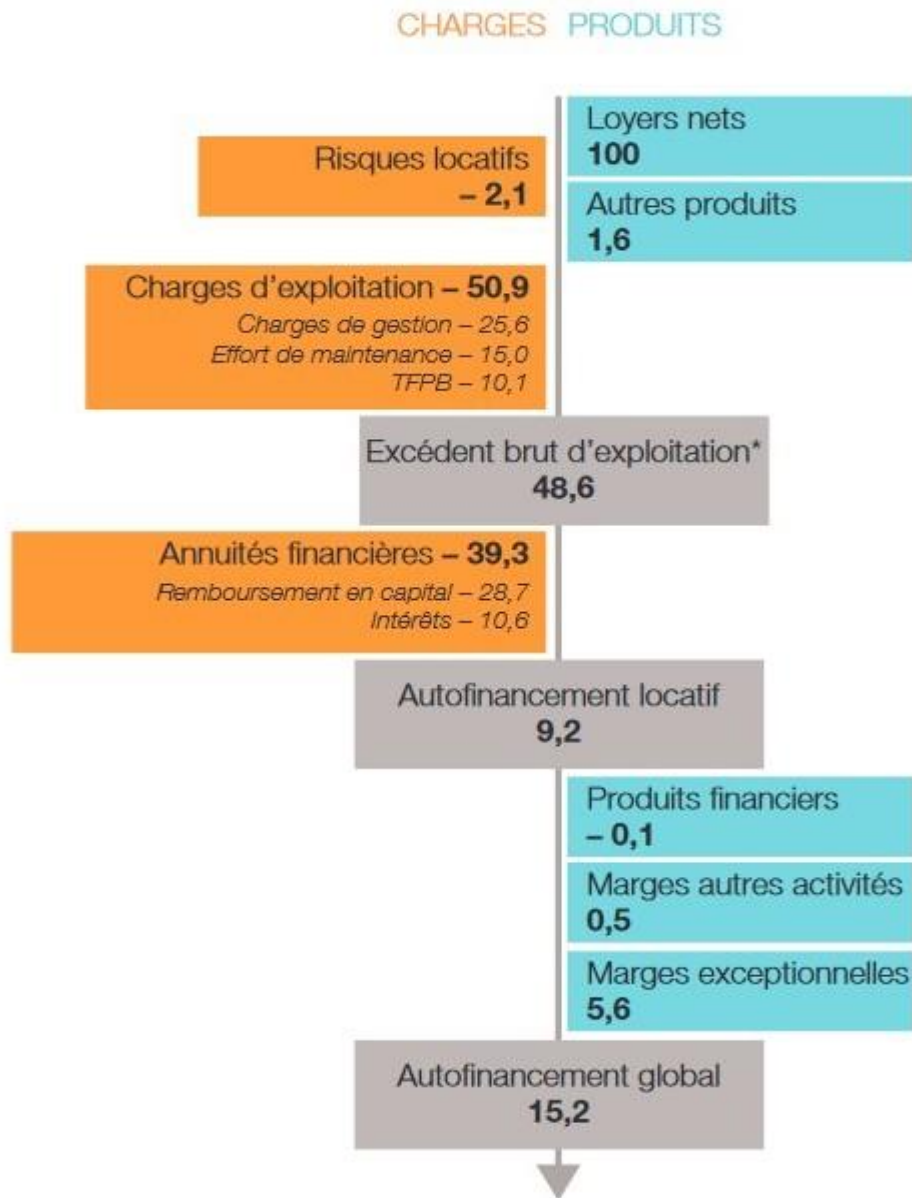 CHARGES PRODUITS
Loyers nets
100
Risques locatifs
– 2,1
Autres produits
1,6
Charges d'exploitation – 50,9
Charges de gestion – 25,6
Effort de maintenance – 15,0
TFPB – 10,1
Excédent brut d'exploitation*
48,6
Annuités financières – 39,3
Remboursement en capital – 28,7
Intérêts – 10,6
Autofinancement locatif
9,2
Produits financiers
– 0,1
Marges autres activités
0,5
Marges exceptionnelles
5,6
Autofinancement global
15,2